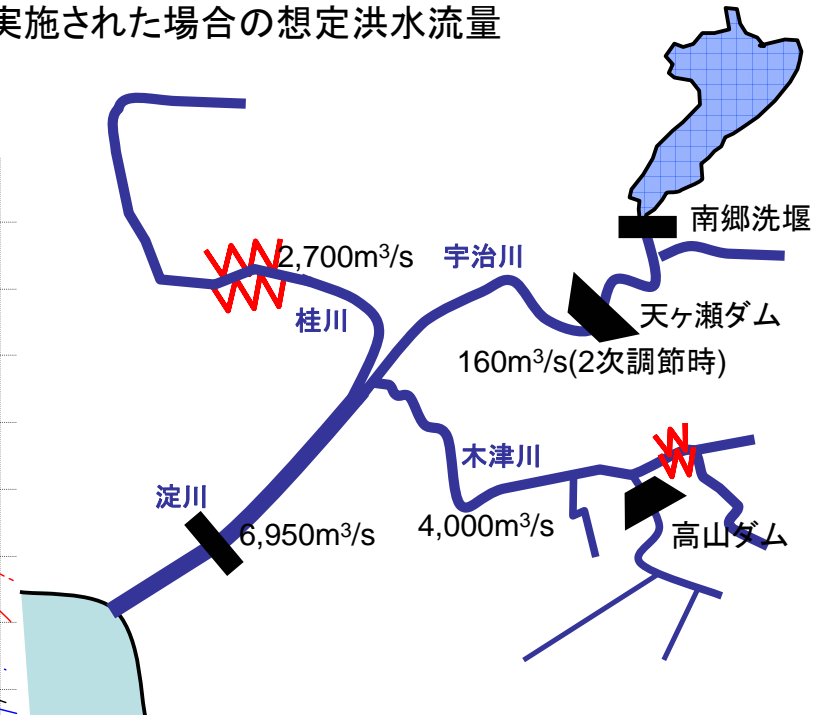 実施された場合の想定洪水流量
南郷洗堰
2,700m³/s
宇治川
桂川
天ヶ瀬ダム
160m³/s(2次調節時)
木津川
淀川
6,950m³/s
4,000m³/s
高山ダム